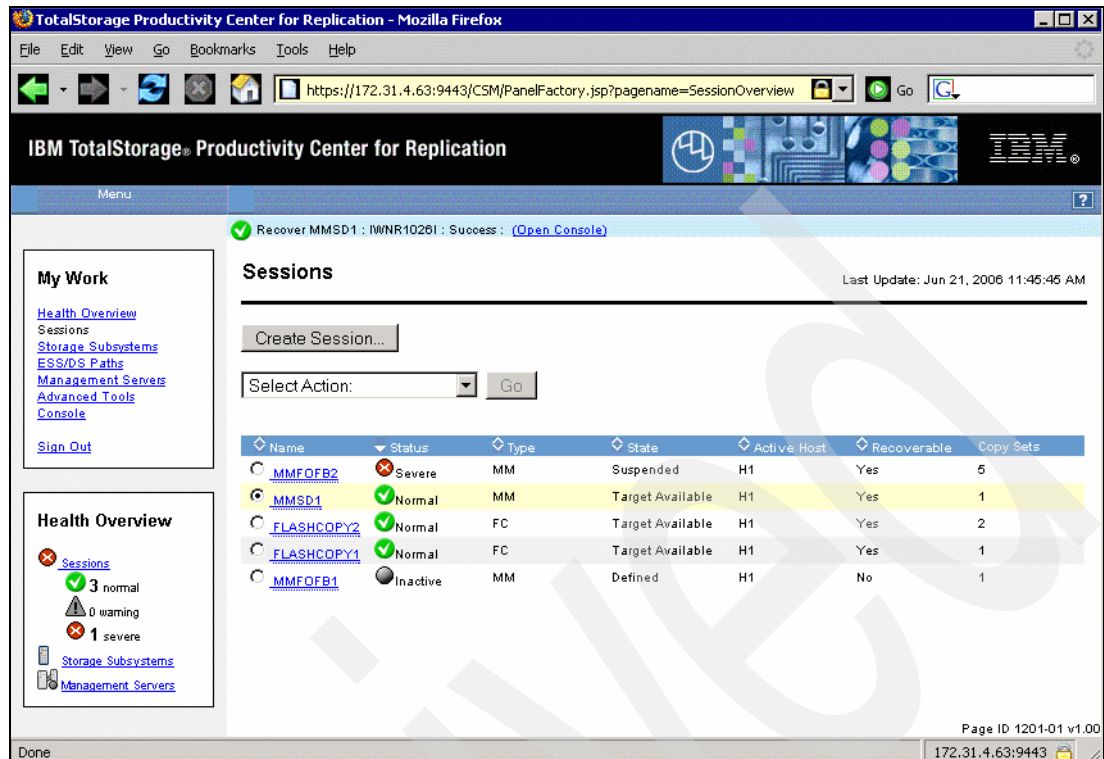 TotalStorage Productivity Center for Replication - Mozilla Firefox
File Edit View Go Bookmarks Tools Help
https://172.31.4.63:9443/CSM/PanelFactory.jsp?pagename=SessionOverview Go G
IBM TotalStorage® Productivity Center for Replication IBM®
Menu ?
Recover MMSD1 : IWNR1026I : Success : (Open Console)
My Work
Health Overview
Sessions
Storage Subsystems
ESS/DS Paths
Management Servers
Advanced Tools
Console
Sign Out
Health Overview
Sessions
3 normal
0 warning
1 severe
Storage Subsystems
Management Servers
Sessions
Last Update: Jun 21, 2006 11:45:45 AM
Create Session...
Select Action: Go
Name Status Type State Active Host Recoverable Copy Sets
MMFOFB2 Severe MM Suspended H1 Yes 5
MMSD1 Normal MM Target Available H1 Yes 1
FLASHCOPY2 Normal FC Target Available H1 Yes 2
FLASHCOPY1 Normal FC Target Available H1 Yes 1
MMFOFB1 Inactive MM Defined H1 No 1
Page ID 1201-01 v1.00
Done 172.31.4.63:9443